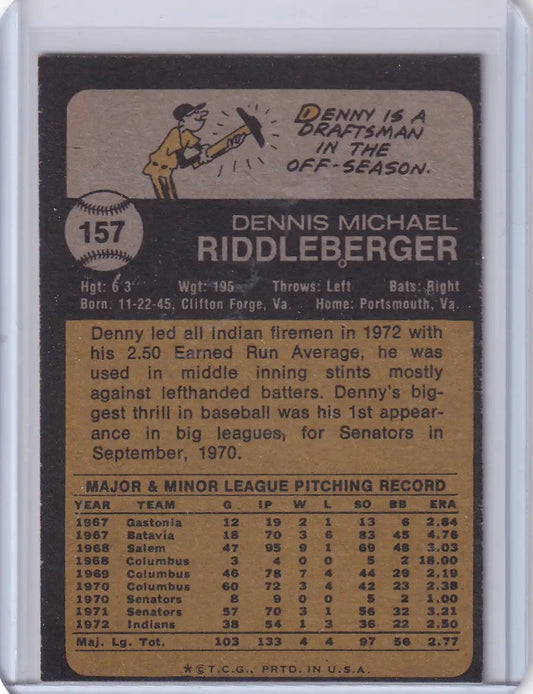 DENNY IS A
DRAFTSMAN
IN THE
OFF-SEASON.
157
DENNIS MICHAEL
RIDDLEBERGER
Hgt: 6 3 Wgt: 195 Throws: Left Bats: Right
Born: 11-22-45, Clifton Forge, Va. Home: Portsmouth, Va.
Denny led all Indian firemen in 1972 with
his 2.50 Earned Run Average, he was
used in middle inning stints mostly
against lefthanded batters. Denny's big-
gest thrill in baseball was his 1st appear-
ance in big leagues, for Senators in
September, 1970.
MAJOR & MINOR LEAGUE PITCHING RECORD
YEAR TEAM G IP W L SO BB ERA
1967 Gastonia 12 19 2 1 13 6 2.84
1967 Batavia 18 70 3 6 83 45 4.76
1968 Salem 47 95 9 1 69 48 3.03
1968 Columbus 3 4 0 0 5 2 18.00
1969 Columbus 46 78 7 4 44 29 2.19
1970 Columbus 60 72 3 4 42 23 2.38
1970 Senators 8 9 0 0 5 2 1.00
1971 Senators 57 70 3 1 56 32 3.21
1972 Indians 38 54 1 3 36 22 2.50
Maj. Lg. Tot. 103 133 4 4 97 56 2.77
*©T.C.G., PRTD. IN U.S.A.